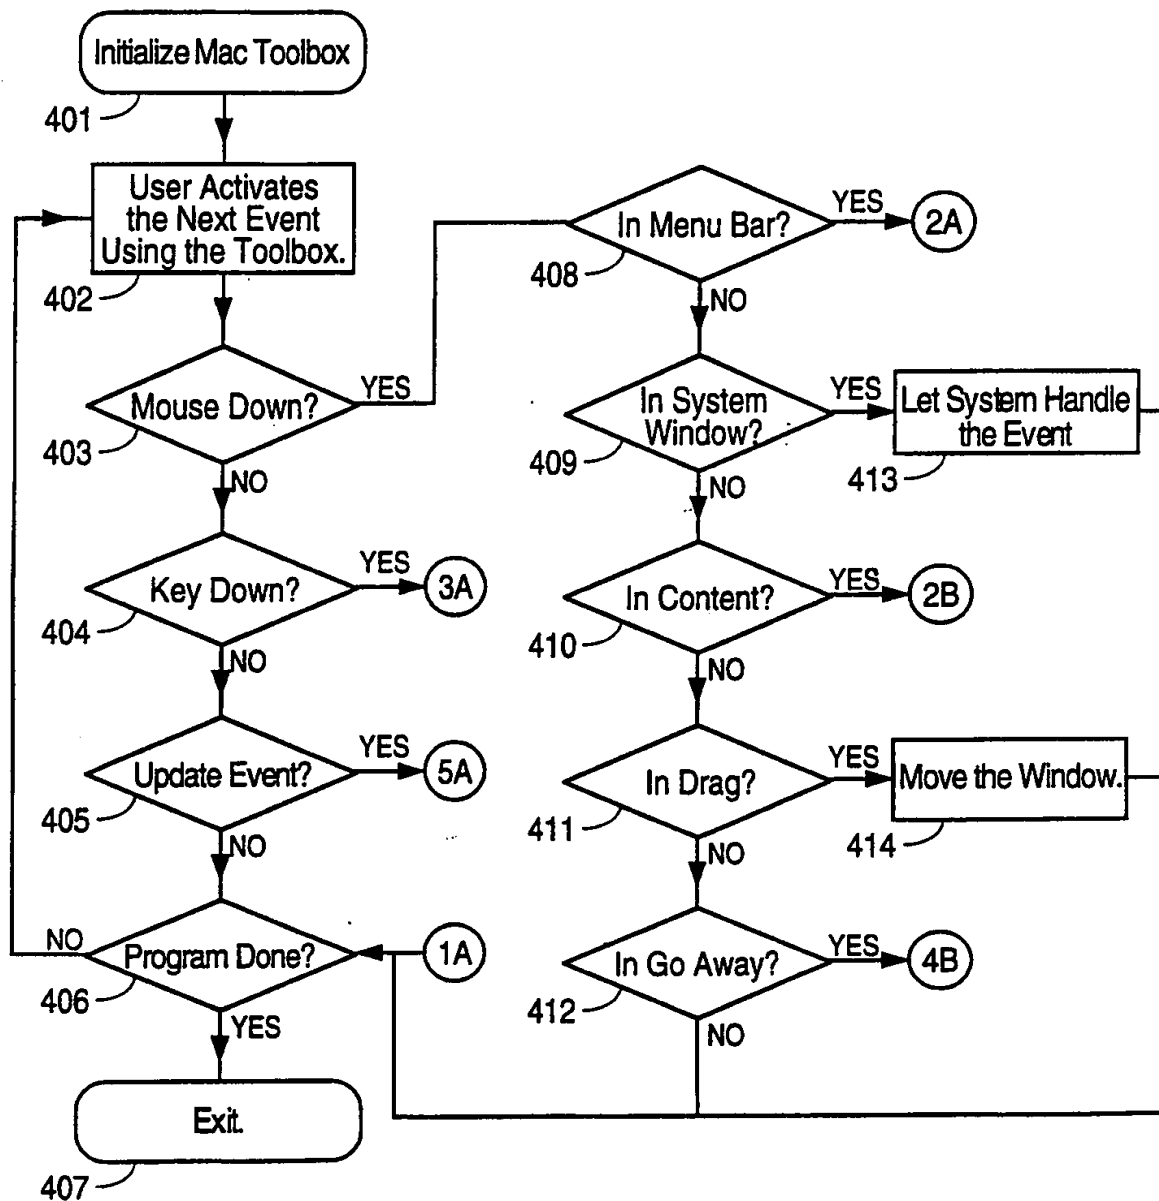 Initialize Mac Toolbox
401
User Activates
the Next Event
Using the Toolbox.
402
Mouse Down?
YES
403
NO
Key Down?
YES
3A
404
NO
Update Event?
YES
5A
405
NO
Program Done?
NO
1A
406
YES
Exit.
407
In Menu Bar?
YES
2A
408
NO
In System
Window?
YES
Let System Handle
the Event
409
413
NO
In Content?
YES
2B
410
NO
In Drag?
YES
Move the Window.
411
414
NO
In Go Away?
YES
4B
412
NO